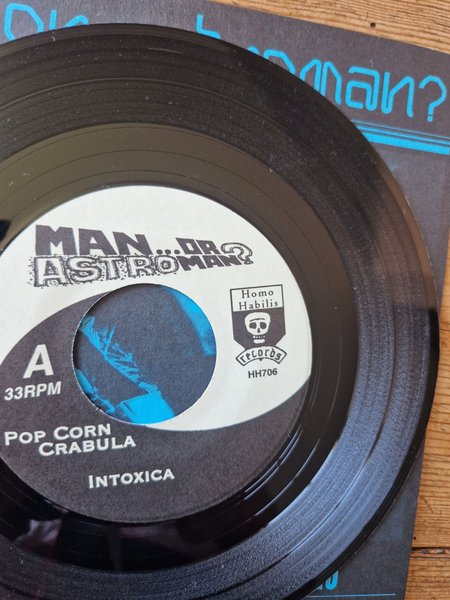 MAN...OR
ASTROMAN?
Homo
Habilis
records
HH706
A
33RPM
POP CORN
CRABULA
INTOXICA